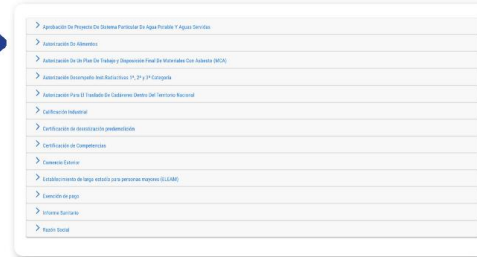 Aprobación De Proyecto De Sistema Particular De Agua Potable Y Aguas Servidas
Autorización De Alimentos
Autorización De Un Plan De Trabajo y Disposición Final De Materiales Con Asbesto (MCA)
Autorización Desempeño Inst.Radiactivas 1ª, 2ª y 3ª Categoría
Autorización Para El Traslado De Cadáveres Dentro Del Territorio Nacional
Calificación Industrial
Certificación de desratización predemolición
Certificación de Competencias
Comercio Exterior
Establecimiento de larga estadía para personas mayores (ELEAM)
Exención de pago
Informe Sanitario
Razón Social